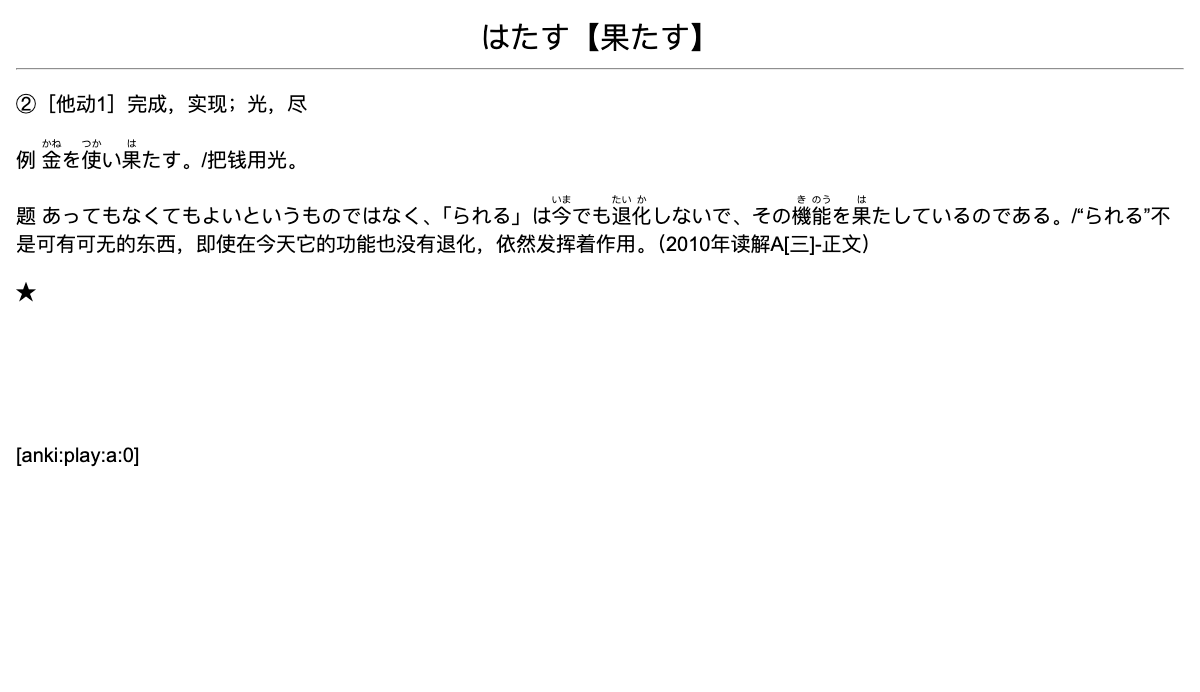 はたす【果たす】
②［他动1］完成，实现；光，尽
かね つか は
例 金を使い果たす。/把钱用光。
いま たい か き のう は
题 あってもなくてもよいというものではなく、「られる」は今でも退化しないで、その機能を果たしているのである。/“られる”不
是可有可无的东西，即使在今天它的功能也没有退化，依然发挥着作用。（2010年读解A[三]-正文）
★
[anki:play:a:0]